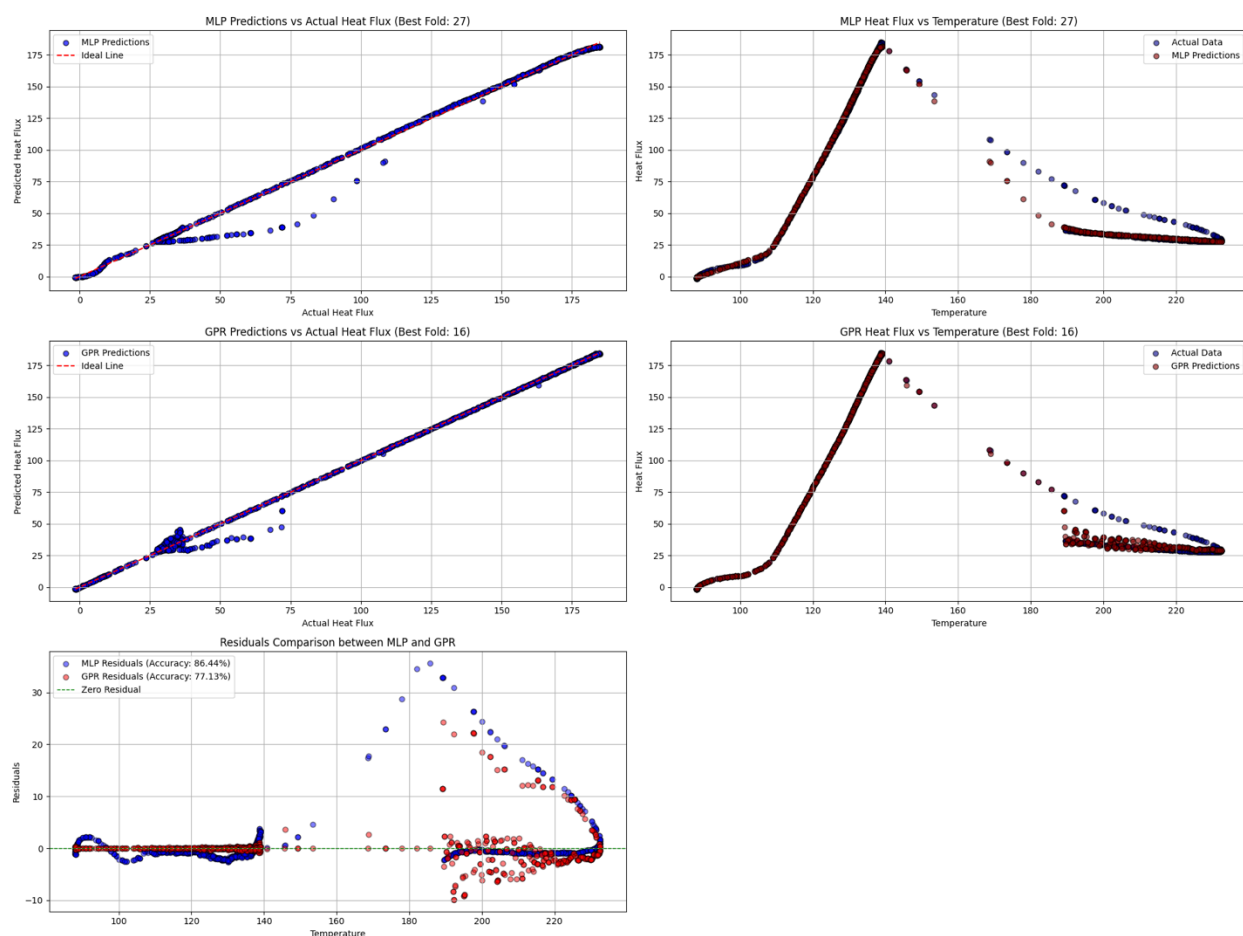 MLP Predictions vs Actual Heat Flux (Best Fold: 27)
MLP Predictions
Ideal Line
Predicted Heat Flux
175
150
125
100
75
50
25
0
0 25 50 75 100 125 150 175
Actual Heat Flux
MLP Heat Flux vs Temperature (Best Fold: 27)
Actual Data
MLP Predictions
Heat Flux
175
150
125
100
75
50
25
0
100 120 140 160 180 200 220
Temperature
GPR Predictions vs Actual Heat Flux (Best Fold: 16)
GPR Predictions
Ideal Line
Predicted Heat Flux
175
150
125
100
75
50
25
0
0 25 50 75 100 125 150 175
Actual Heat Flux
GPR Heat Flux vs Temperature (Best Fold: 16)
Actual Data
GPR Predictions
Heat Flux
175
150
125
100
75
50
25
0
100 120 140 160 180 200 220
Temperature
Residuals Comparison between MLP and GPR
MLP Residuals (Accuracy: 86.44%)
GPR Residuals (Accuracy: 77.13%)
Zero Residual
Residuals
30
20
10
0
−10
100 120 140 160 180 200 220
Temperature